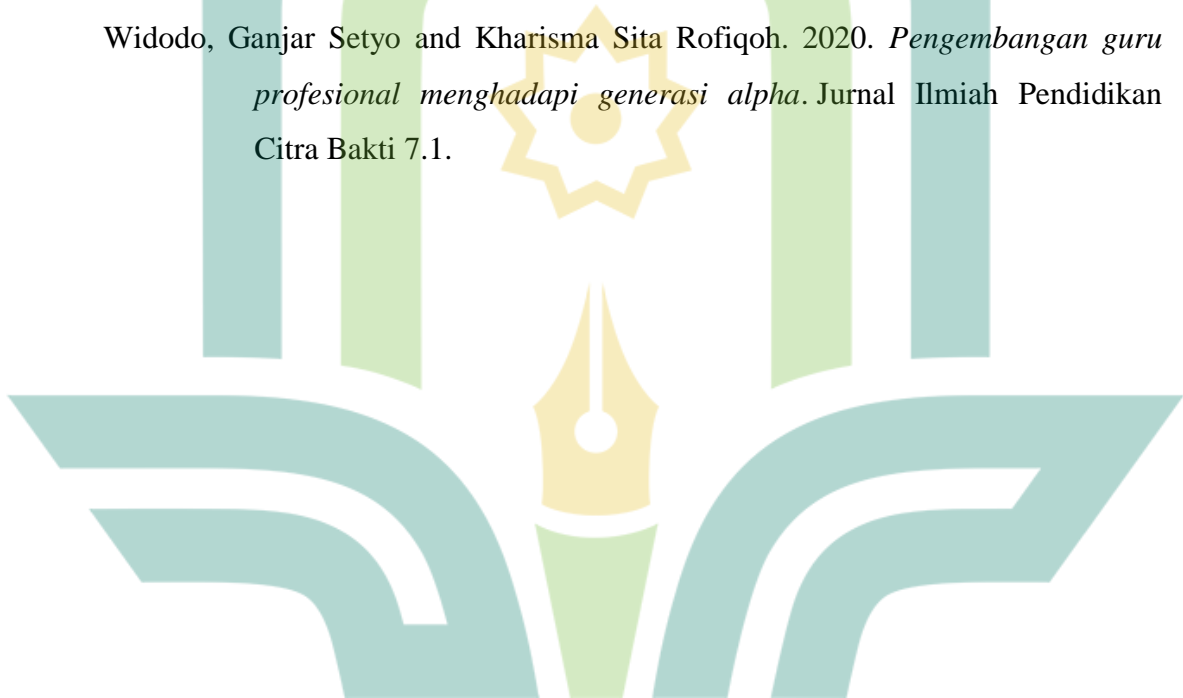 Widodo, Ganjar Setyo and Kharisma Sita Rofiqoh. 2020. Pengembangan guru
profesional menghadapi generasi alpha. Jurnal Ilmiah Pendidikan
Citra Bakti 7.1.